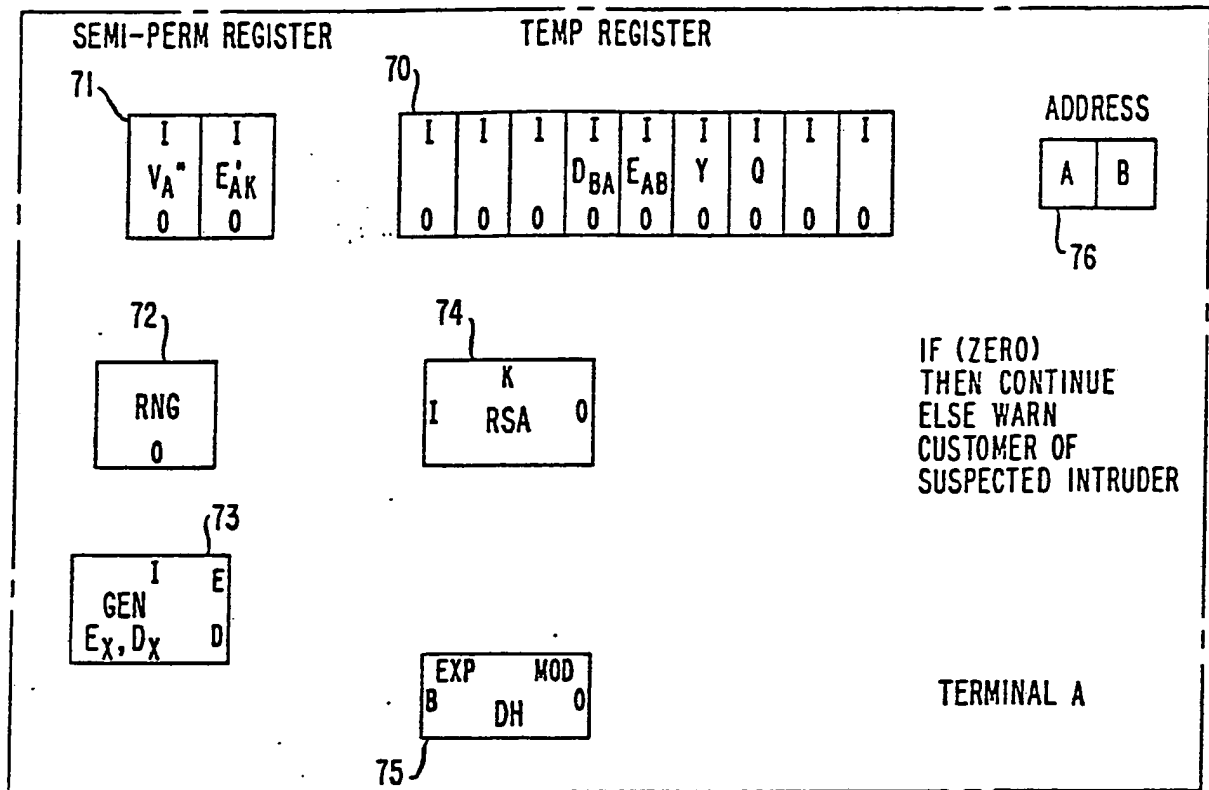 SEMI-PERM REGISTER
TEMP REGISTER
71
70
ADDRESS
I I
V_A" E'_AK
0 0
I 1 1 I I I I I I
D_BA E_AB Y Q
0 0 0 0 0 0 0 0 0
A B
76
72
74
RNG
0
K
I RSA 0
IF (ZERO)
THEN CONTINUE
ELSE WARN
CUSTOMER OF
SUSPECTED INTRUDER
73
I E
GEN
E_X, D_X D
EXP MOD
B 0
DH
75
TERMINAL A